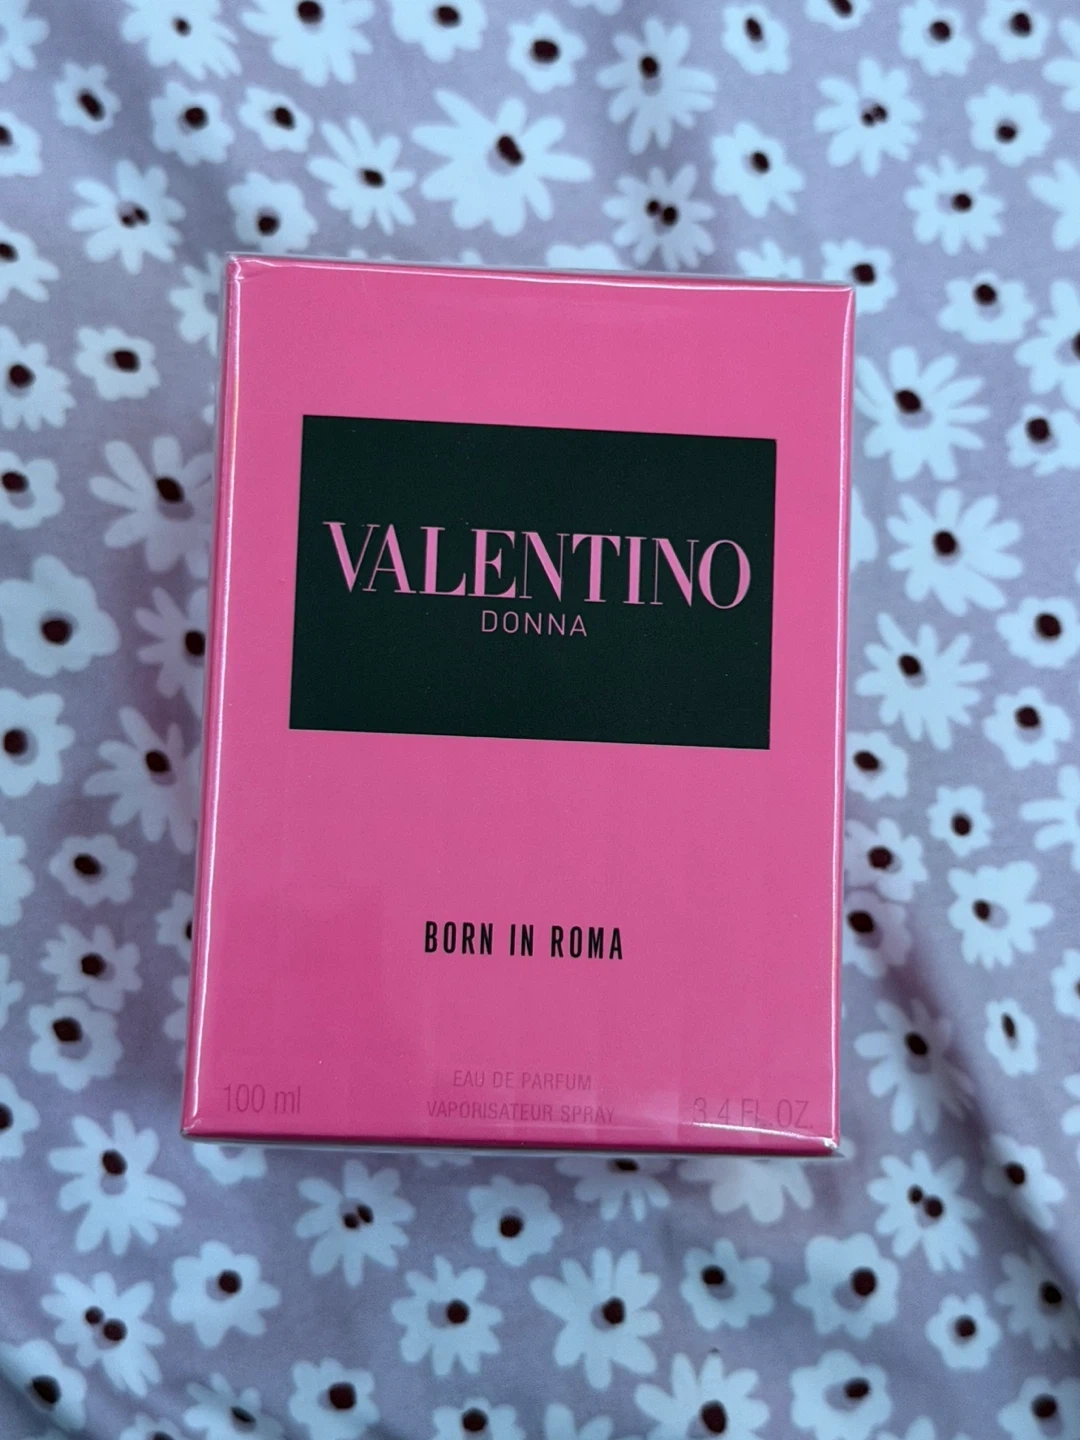 VALENTINO
DONNA
BORN IN ROMA
EAU DE PARFUM
100 ml VAPORISATEUR SPRAY 3.4 FL.OZ.